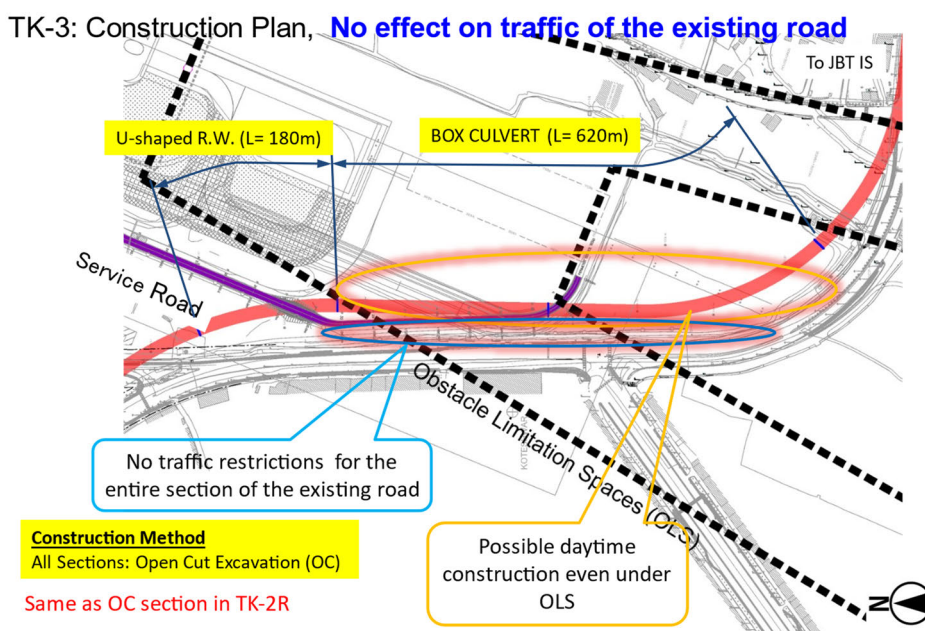 TK-3: Construction Plan, No effect on traffic of the existing road
To JBT IS
U-shaped R.W. (L= 180m)
BOX CULVERT (L= 620m)
Service Road
Obstacle Limitation Spaces (OLS)
No traffic restrictions for the
entire section of the existing road
Possible daytime
construction even under
OLS
Construction Method
All Sections: Open Cut Excavation (OC)
Same as OC section in TK-2R
N